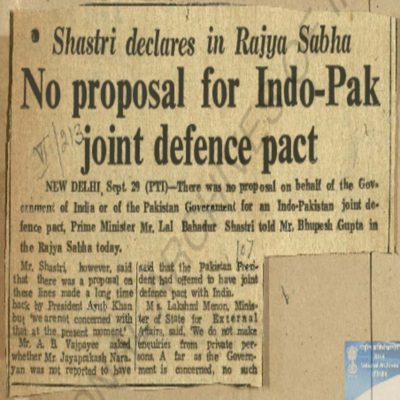 Shastri declares in Rajya Sabha
No proposal for Indo-Pak
joint defence pact
VI/213
NEW DELHI, Sept. 29 (PTI)—There was no proposal on behalf of the Gov-
ernment of India or of the Pakistan Government for an Indo-Pakistan joint de-
fence pact, Prime Minister Mr. Lal Bahadur Shastri told Mr. Bhupesh Gupta in
the Rajya Sabha today.
107
Mr. Shastri, however, said
that there was a proposal on
these lines made a long time
back by President Ayub Khan
but 'we are not concerned with
that at the present moment.'
Mr. A. B. Vajpayee asked
whether Mr. Jayaprakash Nara-
yan was not reported to have
said that the Pakistan Presi-
dent had offered to have joint
defence pact with India.
Mrs. Lakshmi Menon, Minis-
ter of State for External
Affairs, said, 'We do not make
enquiries from private per-
sons. A far as the Govern-
ment is concerned, no such